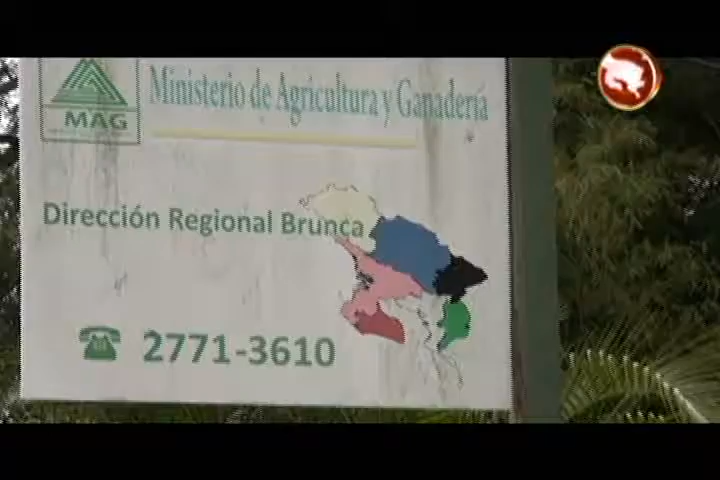 Ministerio de Agricultura y Ganadería
MAG
Dirección Regional Brunca
2771-3610